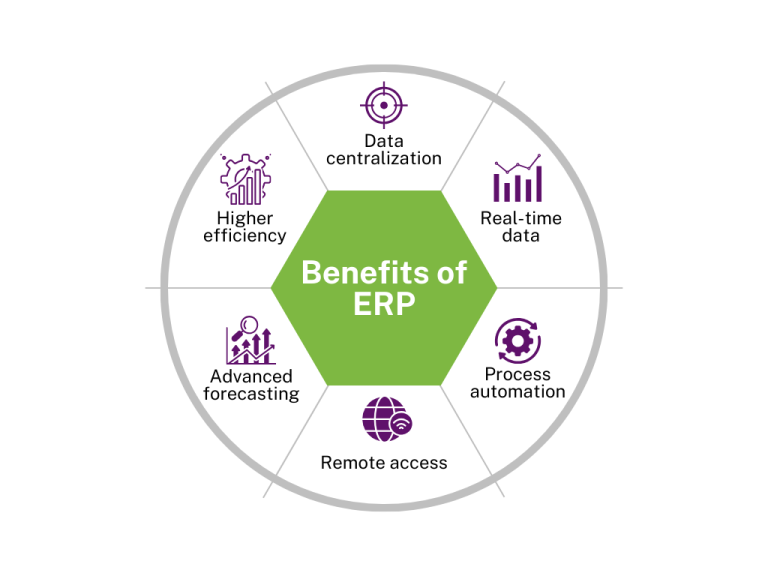 Data
centralization
Real-time
data
Process
automation
Remote access
Advanced
forecasting
Higher
efficiency
Benefits of
ERP